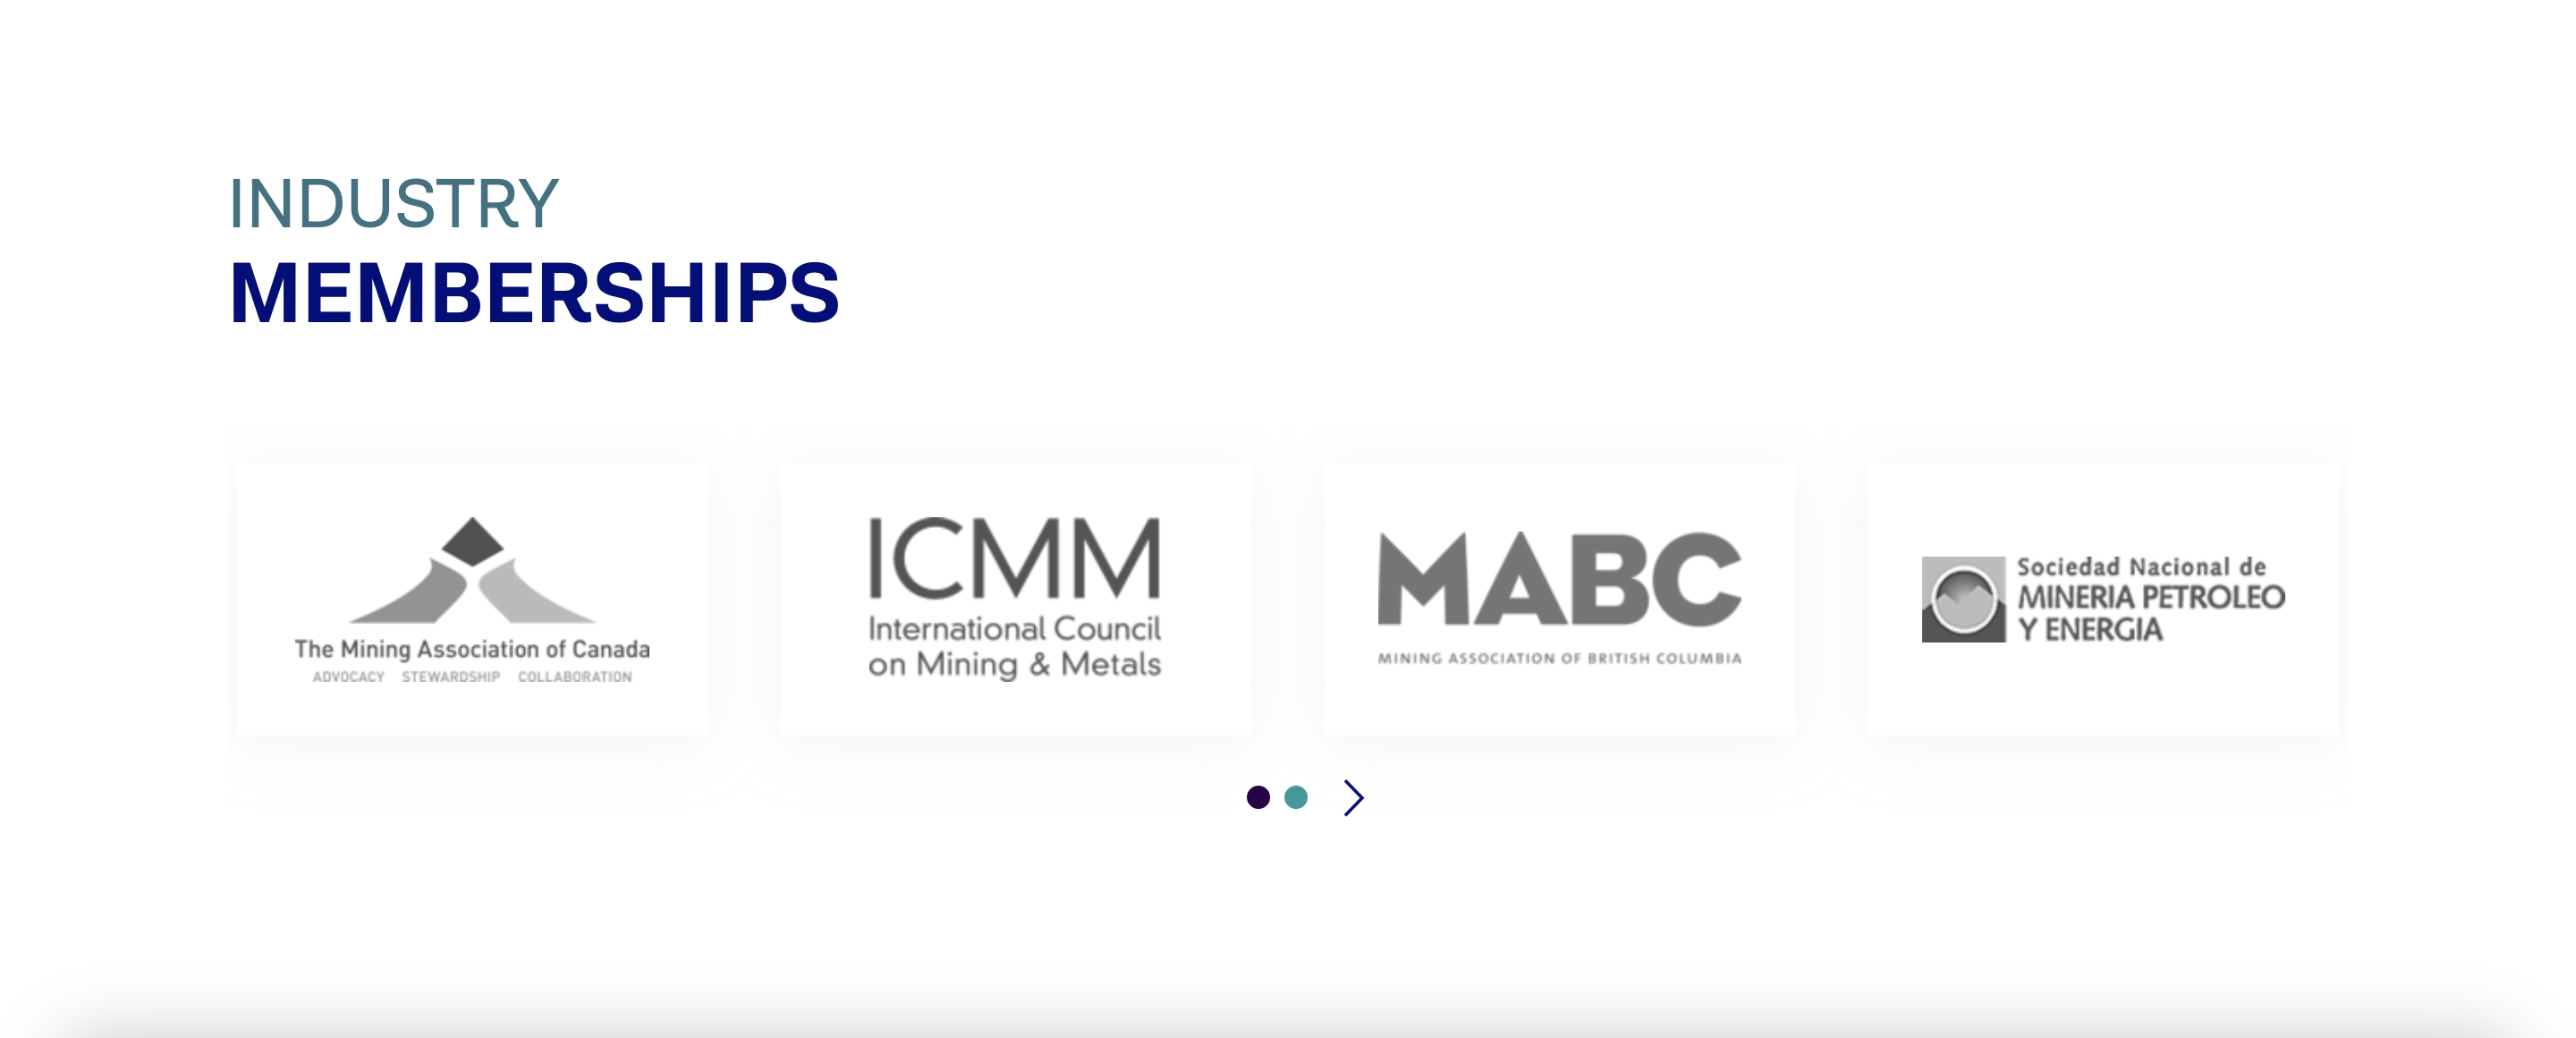 INDUSTRY
MEMBERSHIPS
The Mining Association of Canada
ADVOCACY STEWARDSHIP COLLABORATION
ICMM
International Council
on Mining & Metals
MABC
MINING ASSOCIATION OF BRITISH COLUMBIA
Sociedad Nacional de
MINERIA PETROLEO
Y ENERGIA